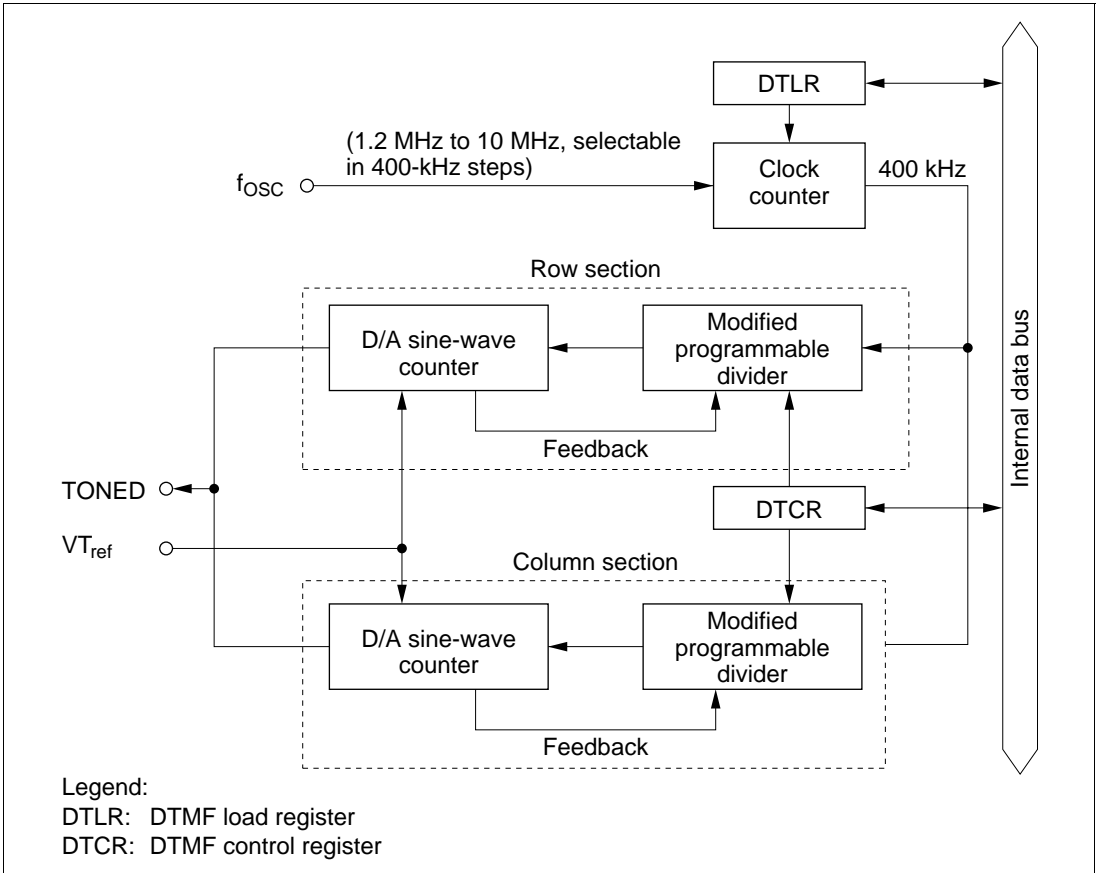 DTLR
(1.2 MHz to 10 MHz, selectable
in 400-kHz steps)
fOSC
Clock
counter
400 kHz
Internal data bus
Row section
D/A sine-wave
counter
Modified
programmable
divider
Feedback
TONED
DTCR
VTref
Column section
D/A sine-wave
counter
Modified
programmable
divider
Feedback
Legend:
DTLR: DTMF load register
DTCR: DTMF control register